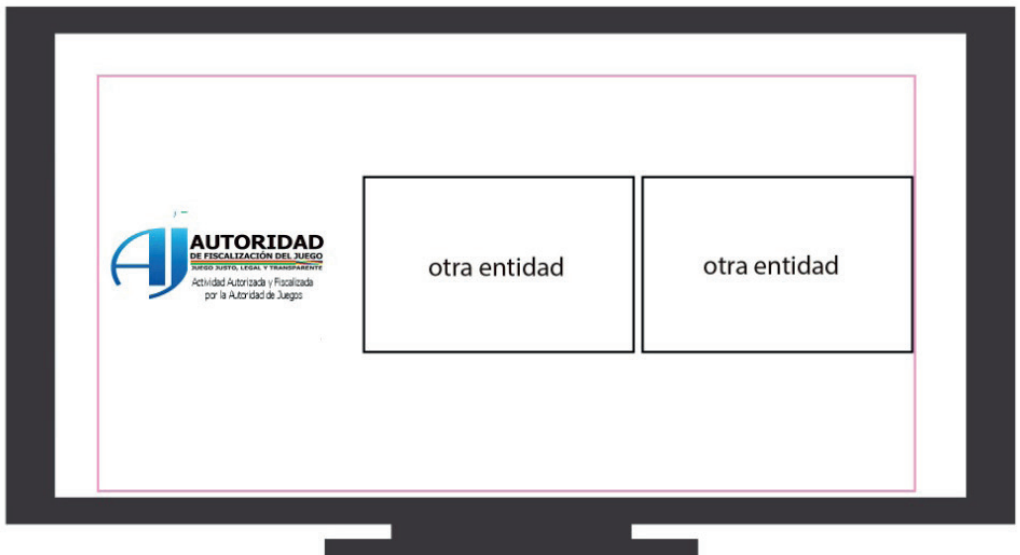 AJ
AUTORIDAD
DE FISCALIZACIÓN DEL JUEGO
JUEGO JUSTO, LEGAL Y TRANSPARENTE
Actividad Autorizada y Fiscalizada
por la Autoridad de Juegos
otra entidad
otra entidad